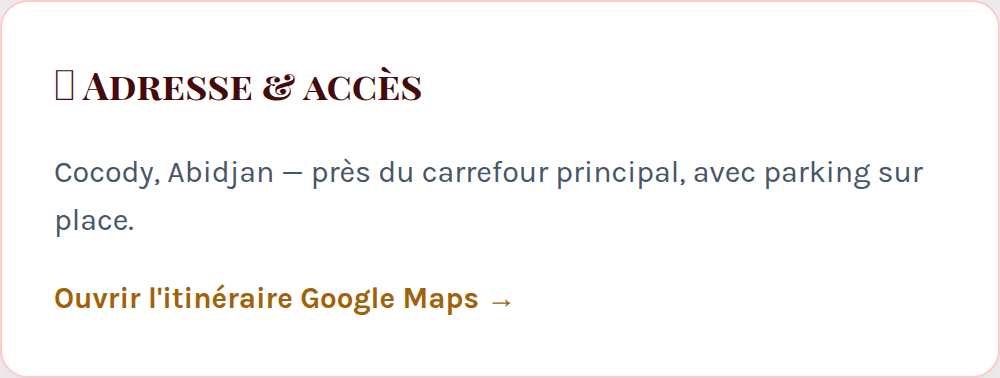 Adresse & accès
Cocody, Abidjan — près du carrefour principal, avec parking sur
place.
Ouvrir l'itinéraire Google Maps →